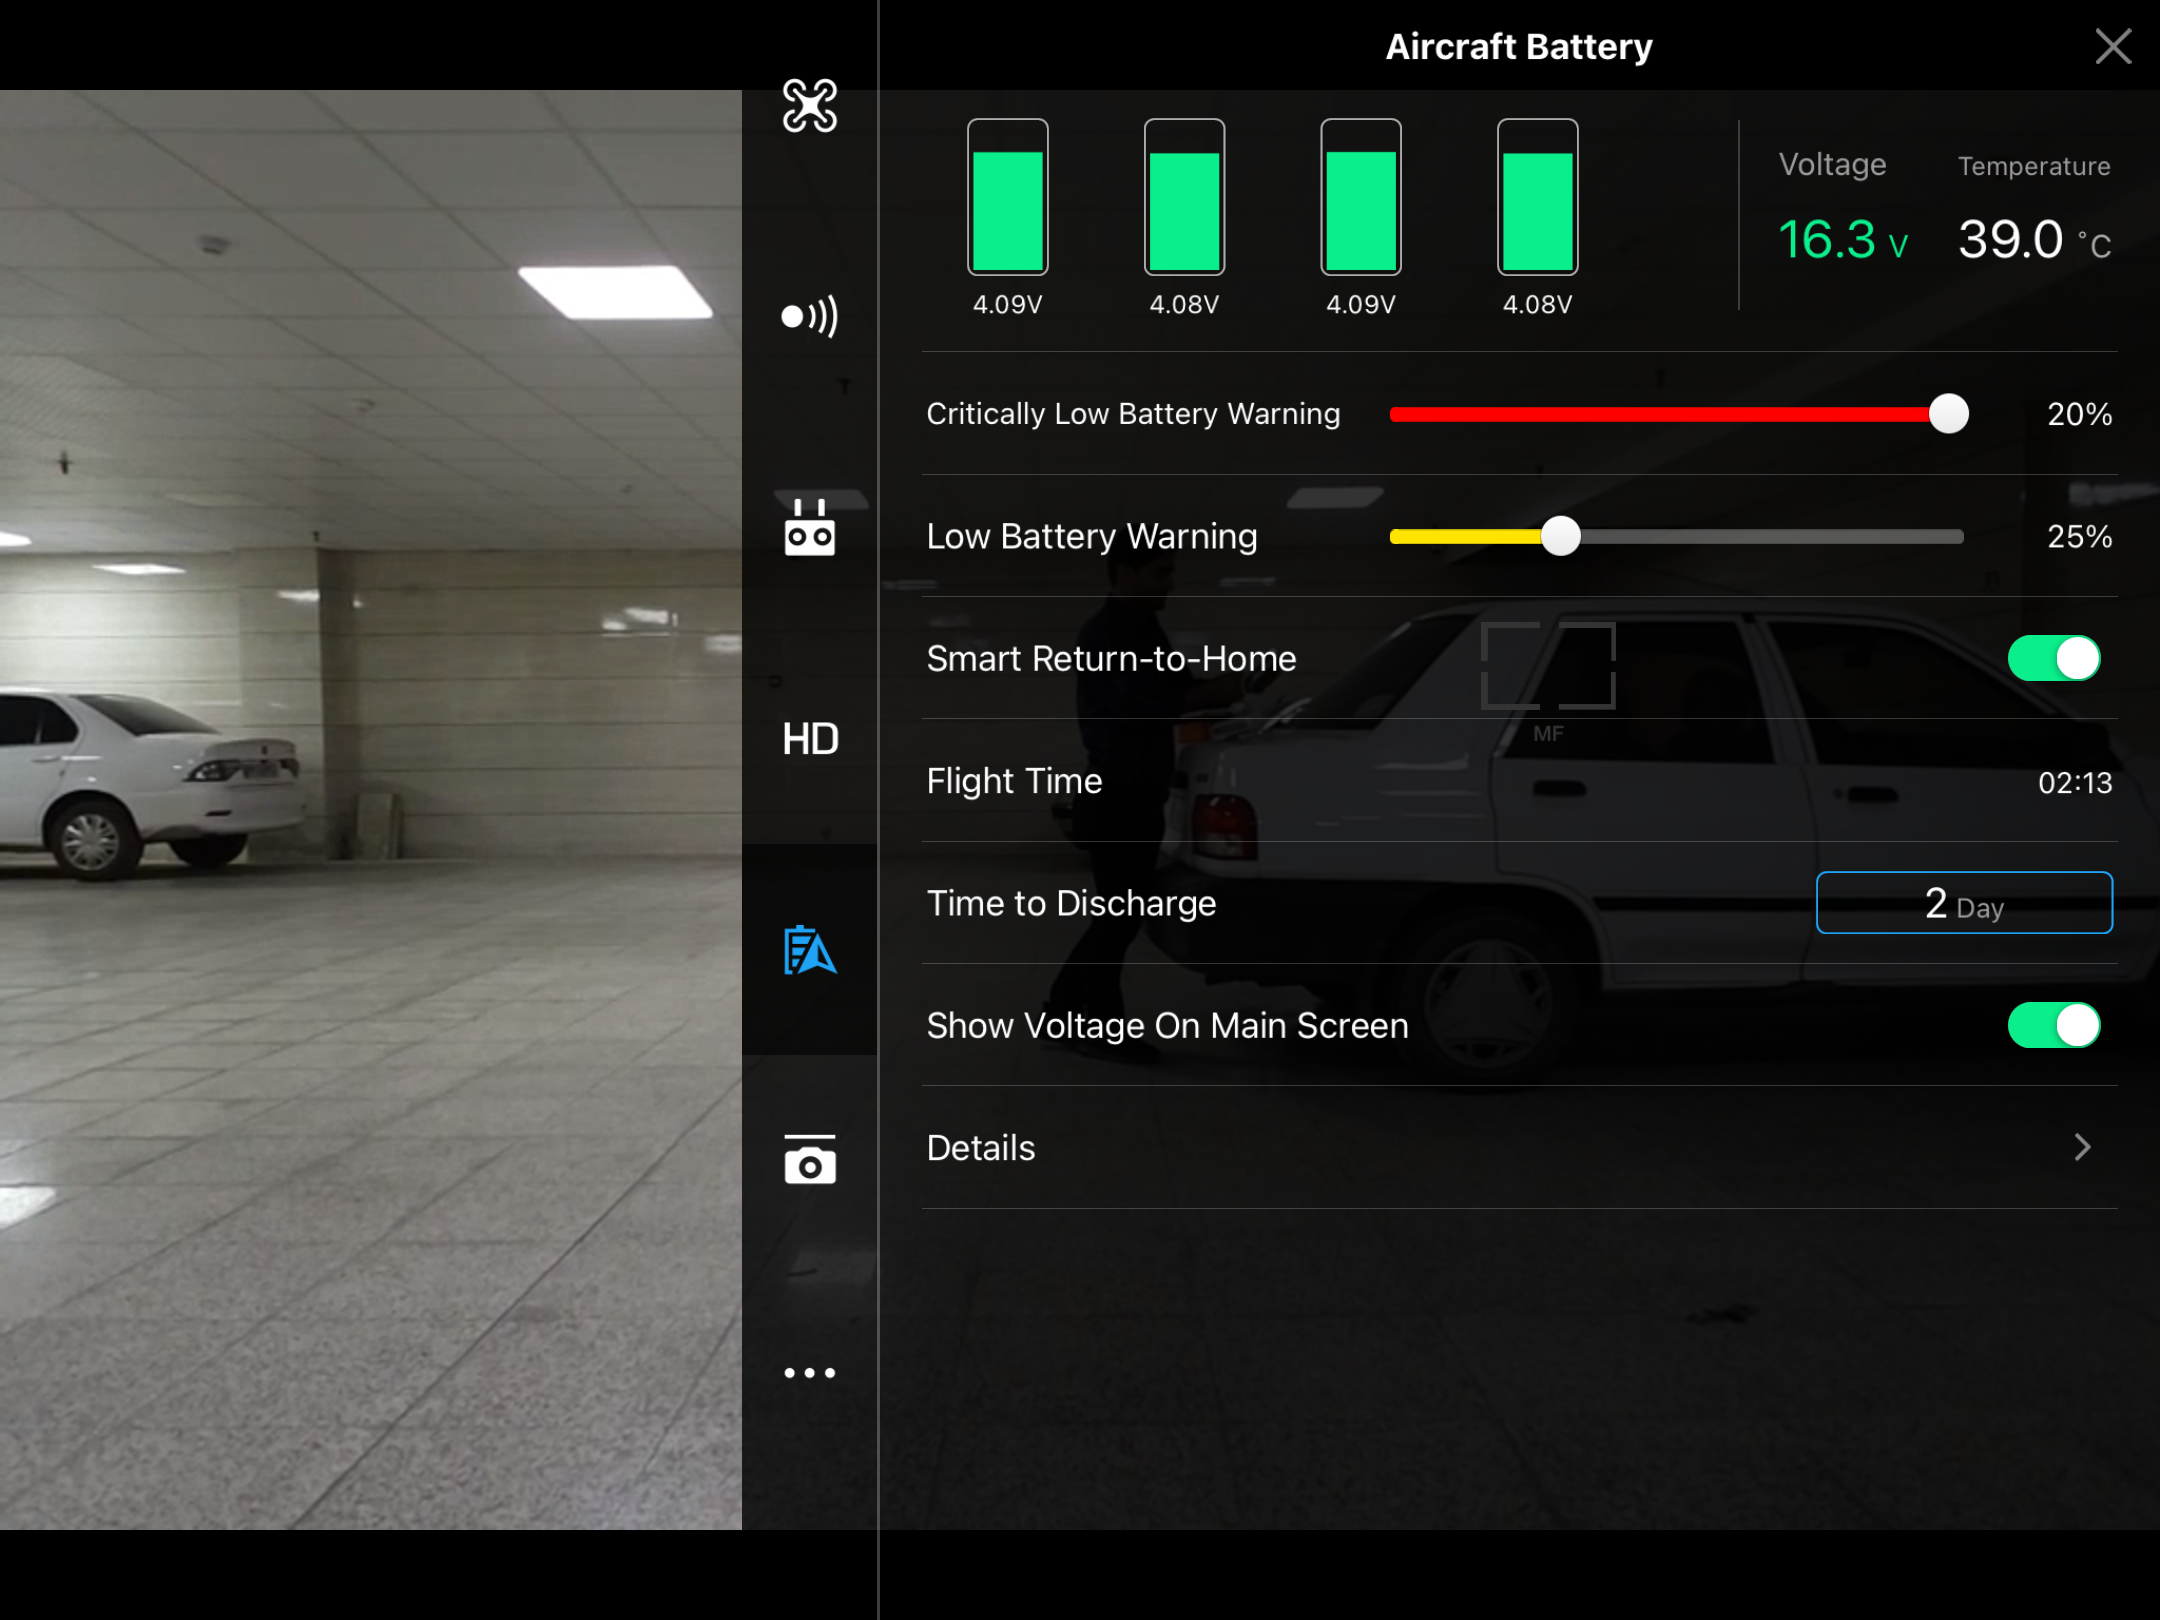 Aircraft Battery
Voltage Temperature
16.3 V 39.0 °C
4.09V 4.08V 4.09V 4.08V
Critically Low Battery Warning 20%
Low Battery Warning 25%
Smart Return-to-Home
MF
HD
Flight Time 02:13
Time to Discharge 2 Day
Show Voltage On Main Screen
Details